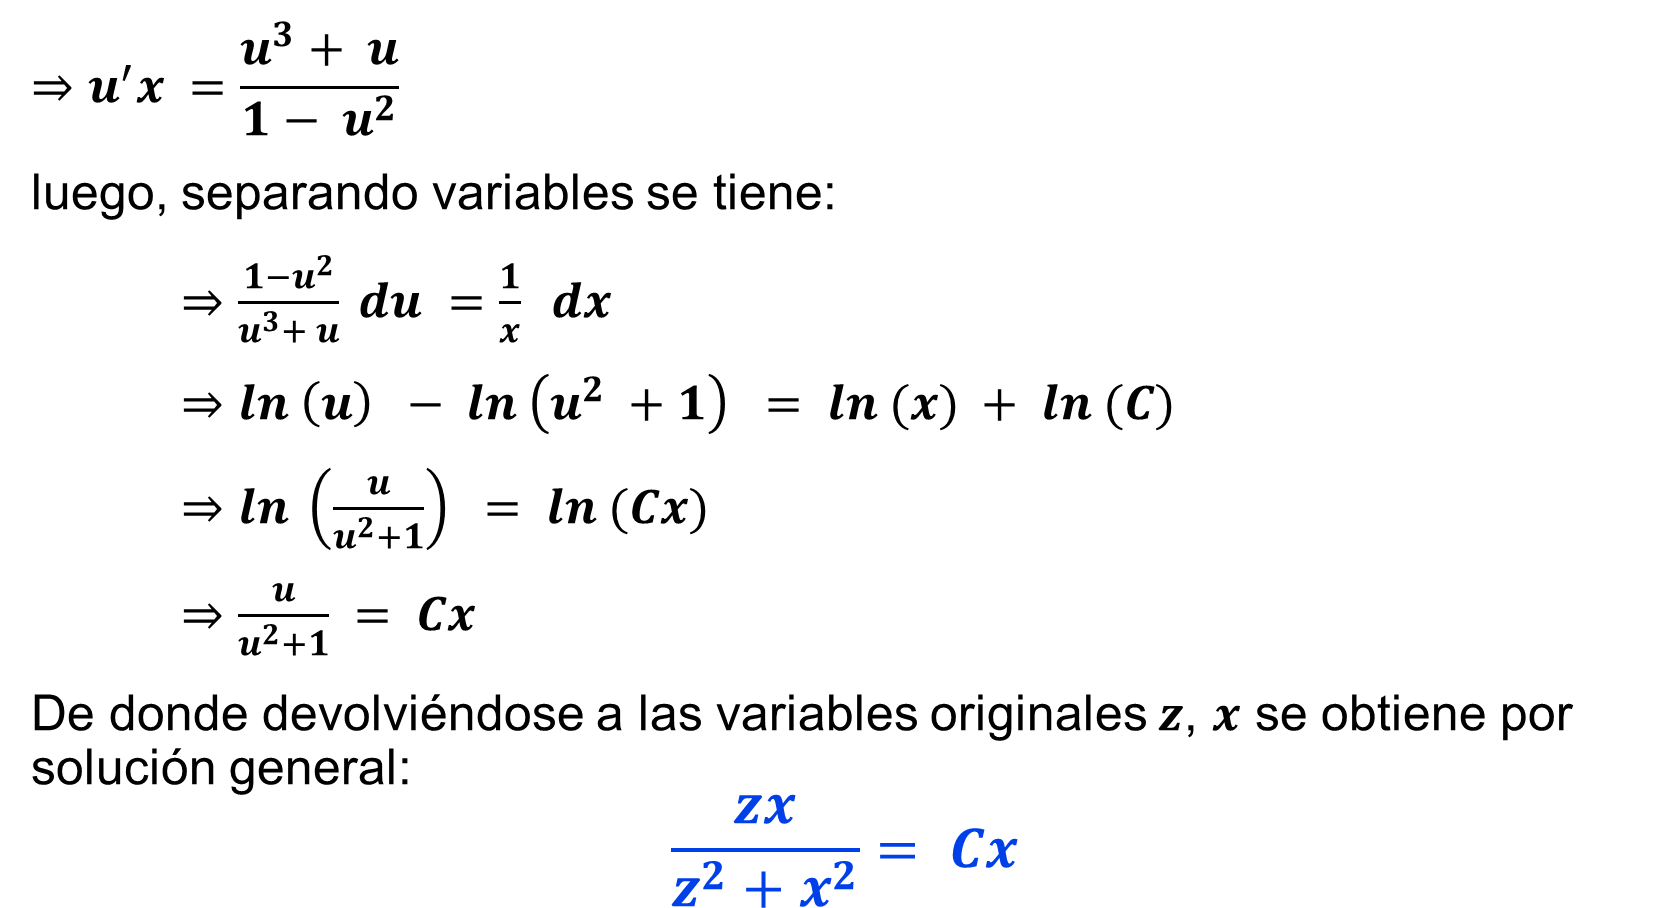 ⇒ u′x = (u³ + u)/(1 − u²)
luego, separando variables se tiene:
⇒ (1−u²)/(u³+ u) du = 1/x dx
⇒ ln (u) − ln (u² + 1) = ln (x) + ln (C)
⇒ ln (u/(u²+1)) = ln (Cx)
⇒ u/(u²+1) = Cx
De donde devolviéndose a las variables originales z, x se obtiene por
solución general:
zx/(z² + x²) = Cx